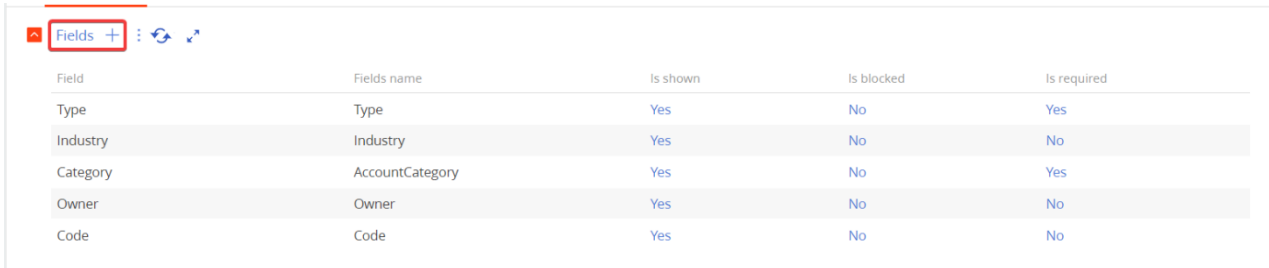 Fields +
Field Fields name Is shown Is blocked Is required
Type Type Yes No Yes
Industry Industry Yes No No
Category AccountCategory Yes No Yes
Owner Owner Yes No No
Code Code Yes No No